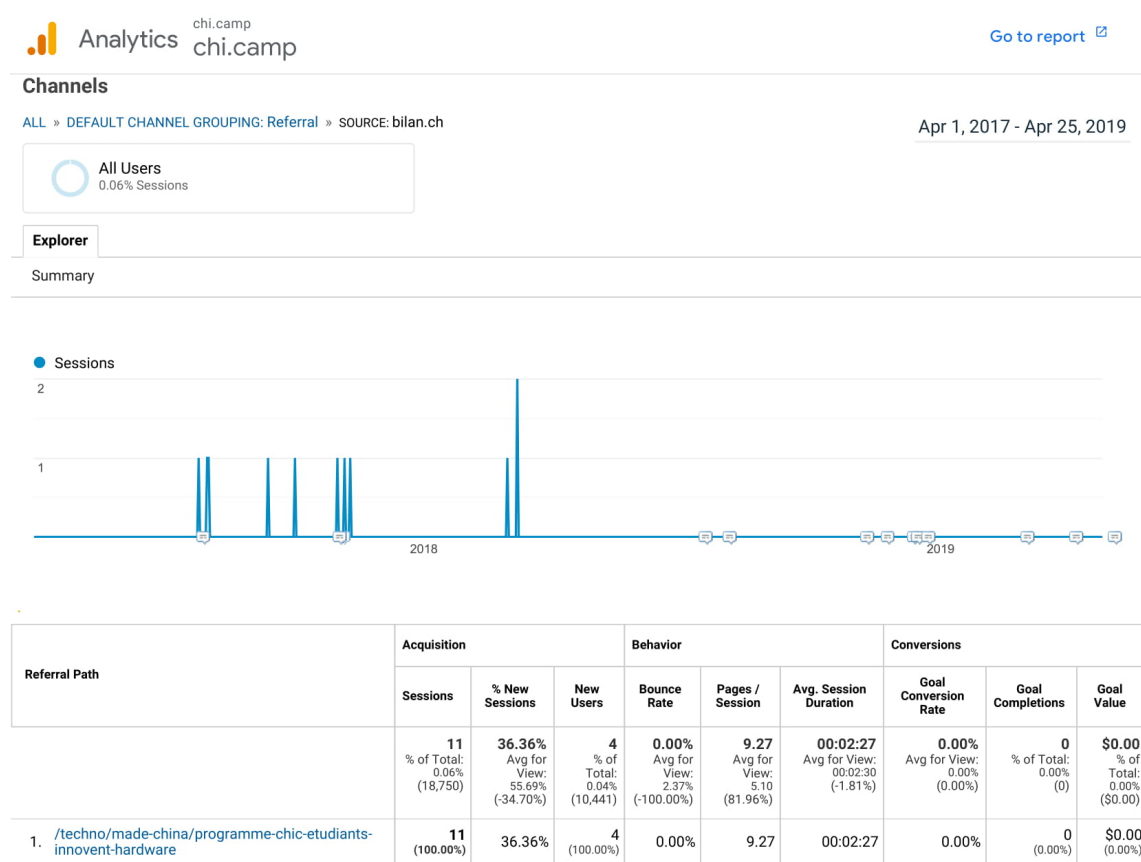 Analytics
chi.camp
chi.camp
Go to report
Channels
ALL » DEFAULT CHANNEL GROUPING: Referral » SOURCE: bilan.ch
Apr 1, 2017 - Apr 25, 2019
All Users
0.06% Sessions
Explorer
Summary
Sessions
2
1
2018
2019
Referral Path
Acquisition
Behavior
Conversions
Sessions
% New
Sessions
New
Users
Bounce
Rate
Pages /
Session
Avg. Session
Duration
Goal
Conversion
Rate
Goal
Completions
Goal
Value
11
% of Total:
0.06%
(18,750)
36.36%
Avg for
View:
55.69%
(-34.70%)
4
% of
Total:
0.04%
(10,441)
0.00%
Avg for
View:
2.37%
(-100.00%)
9.27
Avg for
View:
5.10
(81.96%)
00:02:27
Avg for View:
00:02:30
(-1.81%)
0.00%
Avg for View:
0.00%
(0.00%)
0
% of Total:
0.00%
(0)
$0.00
% of
Total:
0.00%
($0.00)
1.
/techno/made-china/programme-chic-etudiants-
innovent-hardware
11
(100.00%)
36.36%
4
(100.00%)
0.00%
9.27
00:02:27
0.00%
0
(0.00%)
$0.00
(0.00%)